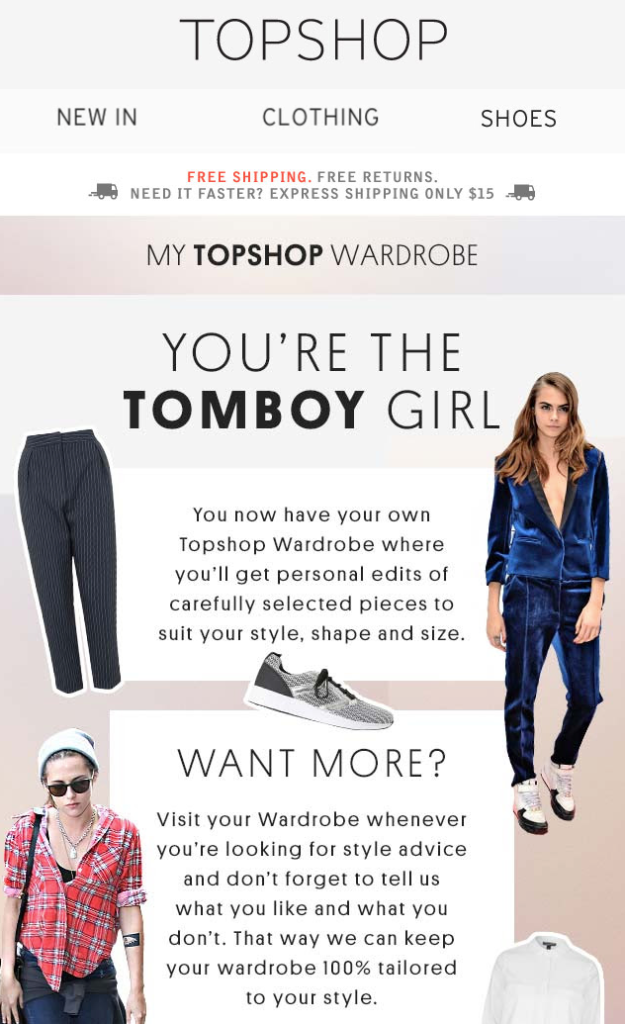 TOPSHOP
NEW IN
CLOTHING
SHOES
FREE SHIPPING. FREE RETURNS.
NEED IT FASTER? EXPRESS SHIPPING ONLY $15
MY TOPSHOP WARDROBE
YOU'RE THE
TOMBOY GIRL
You now have your own
Topshop Wardrobe where
you'll get personal edits of
carefully selected pieces to
suit your style, shape and size.
WANT MORE?
Visit your Wardrobe whenever
you're looking for style advice
and don't forget to tell us
what you like and what you
don't. That way we can keep
your wardrobe 100% tailored
to your style.